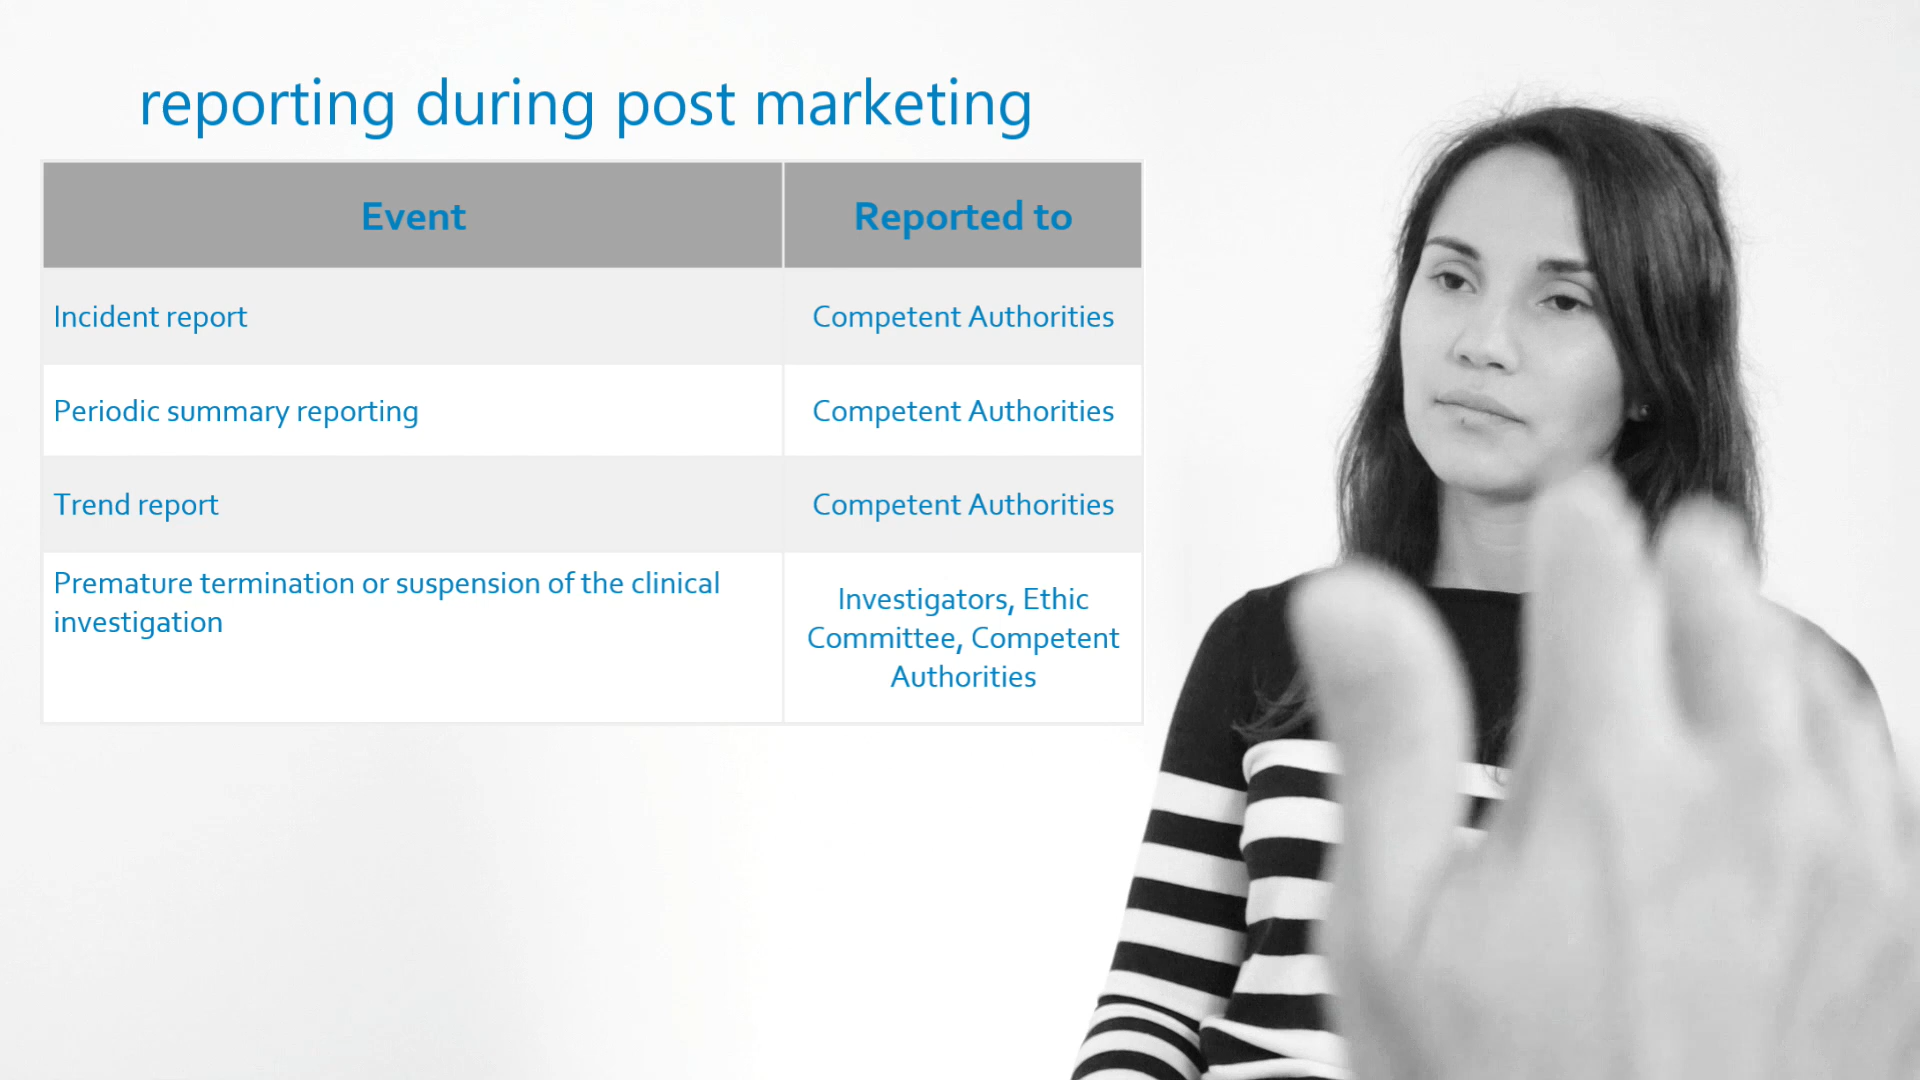 reporting during post marketing
Event
Reported to
Incident report
Competent Authorities
Periodic summary reporting
Competent Authorities
Trend report
Competent Authorities
Premature termination or suspension of the clinical
investigation
Investigators, Ethic
Committee, Competent
Authorities